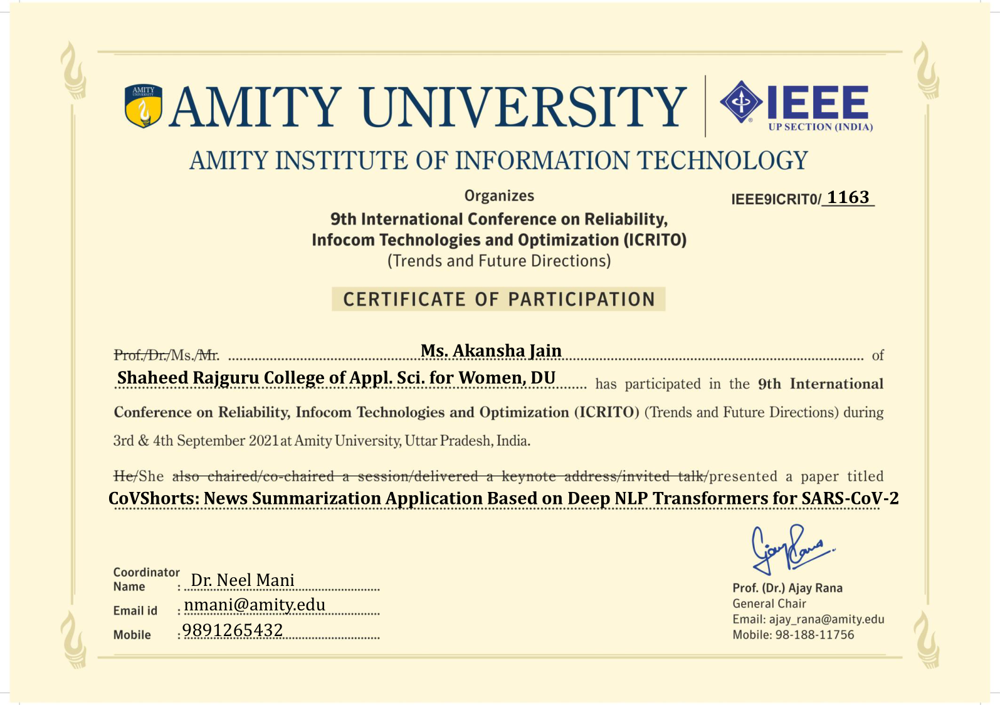 AMITY UNIVERSITY
AMITY UNIVERSITY
IEEE
UP SECTION (INDIA)
AMITY INSTITUTE OF INFORMATION TECHNOLOGY
Organizes
IEEE9ICRIT0/ 1163
9th International Conference on Reliability,
Infocom Technologies and Optimization (ICRITO)
(Trends and Future Directions)
CERTIFICATE OF PARTICIPATION
Prof./Dr./Ms./Mr. Ms. Akansha Jain of
Shaheed Rajguru College of Appl. Sci. for Women, DU has participated in the 9th International
Conference on Reliability, Infocom Technologies and Optimization (ICRITO) (Trends and Future Directions) during
3rd & 4th September 2021 at Amity University, Uttar Pradesh, India.
He/She also chaired/co-chaired a session/delivered a keynote address/invited talk/presented a paper titled
CoVShorts: News Summarization Application Based on Deep NLP Transformers for SARS-CoV-2
Coordinator
Name : Dr. Neel Mani
Email id : nmani@amity.edu
Mobile : 9891265432
Ajay Rana
Prof. (Dr.) Ajay Rana
General Chair
Email: ajay_rana@amity.edu
Mobile: 98-188-11756